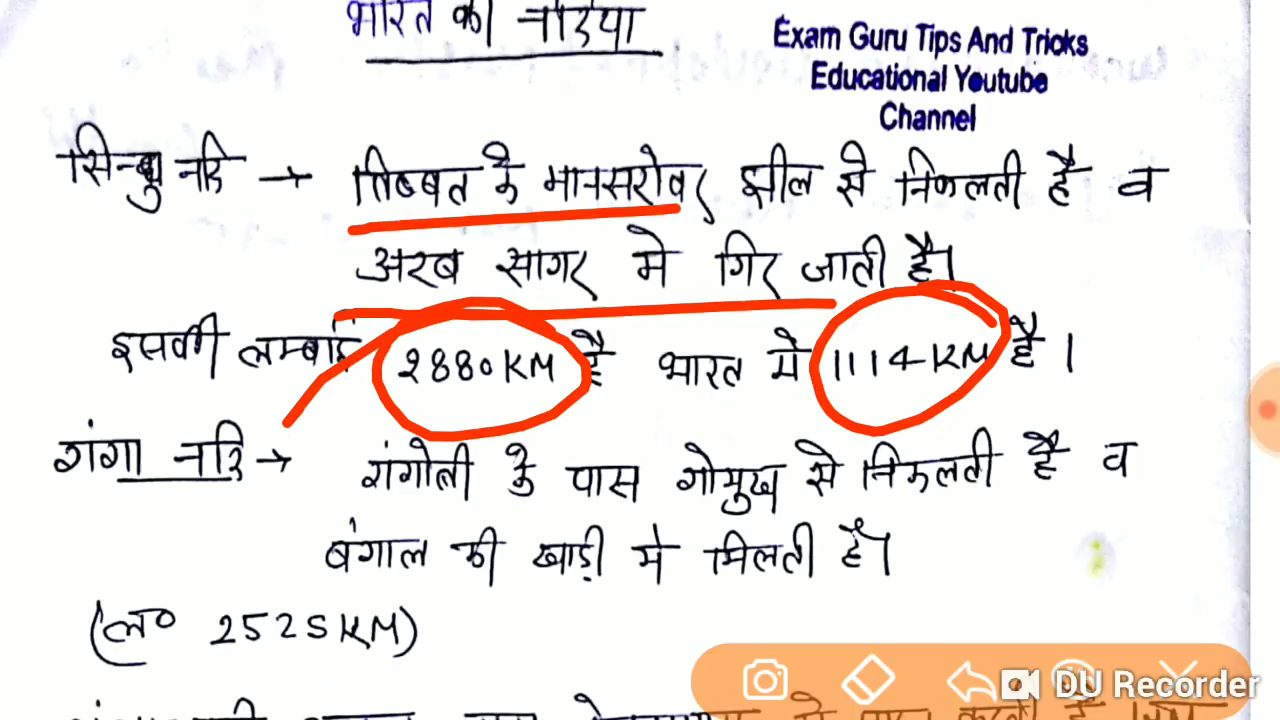 भारत की नदियाँ
Exam Guru Tips And Tricks
Educational Youtube
Channel
सिन्धु नदि → तिब्बत के मानसरोवर झील से निकलती है व
अरब सागर मे गिर जाती है।
इसकी लम्बाई 2880 KM है भारत मे 1114 KM है।
गंगा नदि → गंगोत्री के पास गोमुख से निकलती है व
बंगाल की खाड़ी मे मिलती है।
(ल० 2525 KM)
DU Recorder